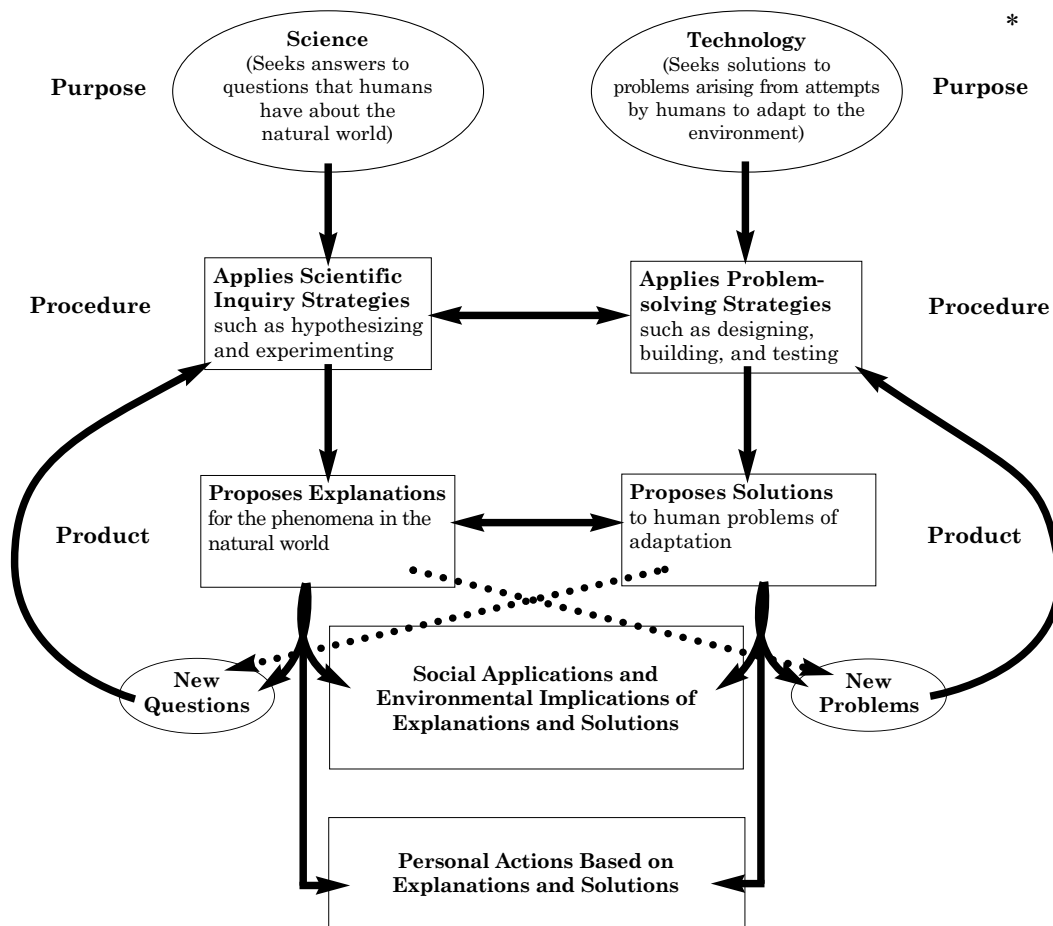 *
Purpose
Science
(Seeks answers to
questions that humans
have about the
natural world)
Technology
(Seeks solutions to
problems arising from attempts
by humans to adapt to the
environment)
Purpose
Procedure
Applies Scientific
Inquiry Strategies
such as hypothesizing
and experimenting
Applies Problem-
solving Strategies
such as designing,
building, and testing
Procedure
Product
Proposes Explanations
for the phenomena in the
natural world
Proposes Solutions
to human problems of
adaptation
Product
New
Questions
Social Applications and
Environmental Implications of
Explanations and Solutions
New
Problems
Personal Actions Based on
Explanations and Solutions